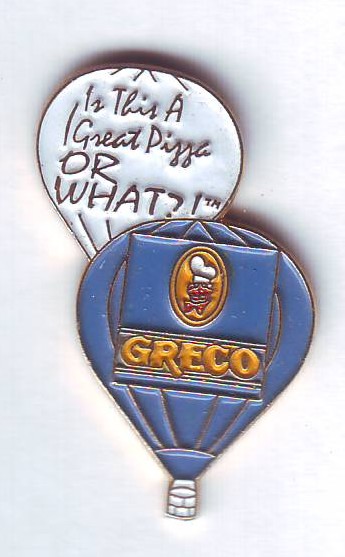 Is This A
Great Pizza
OR
WHAT?!™
GRECO